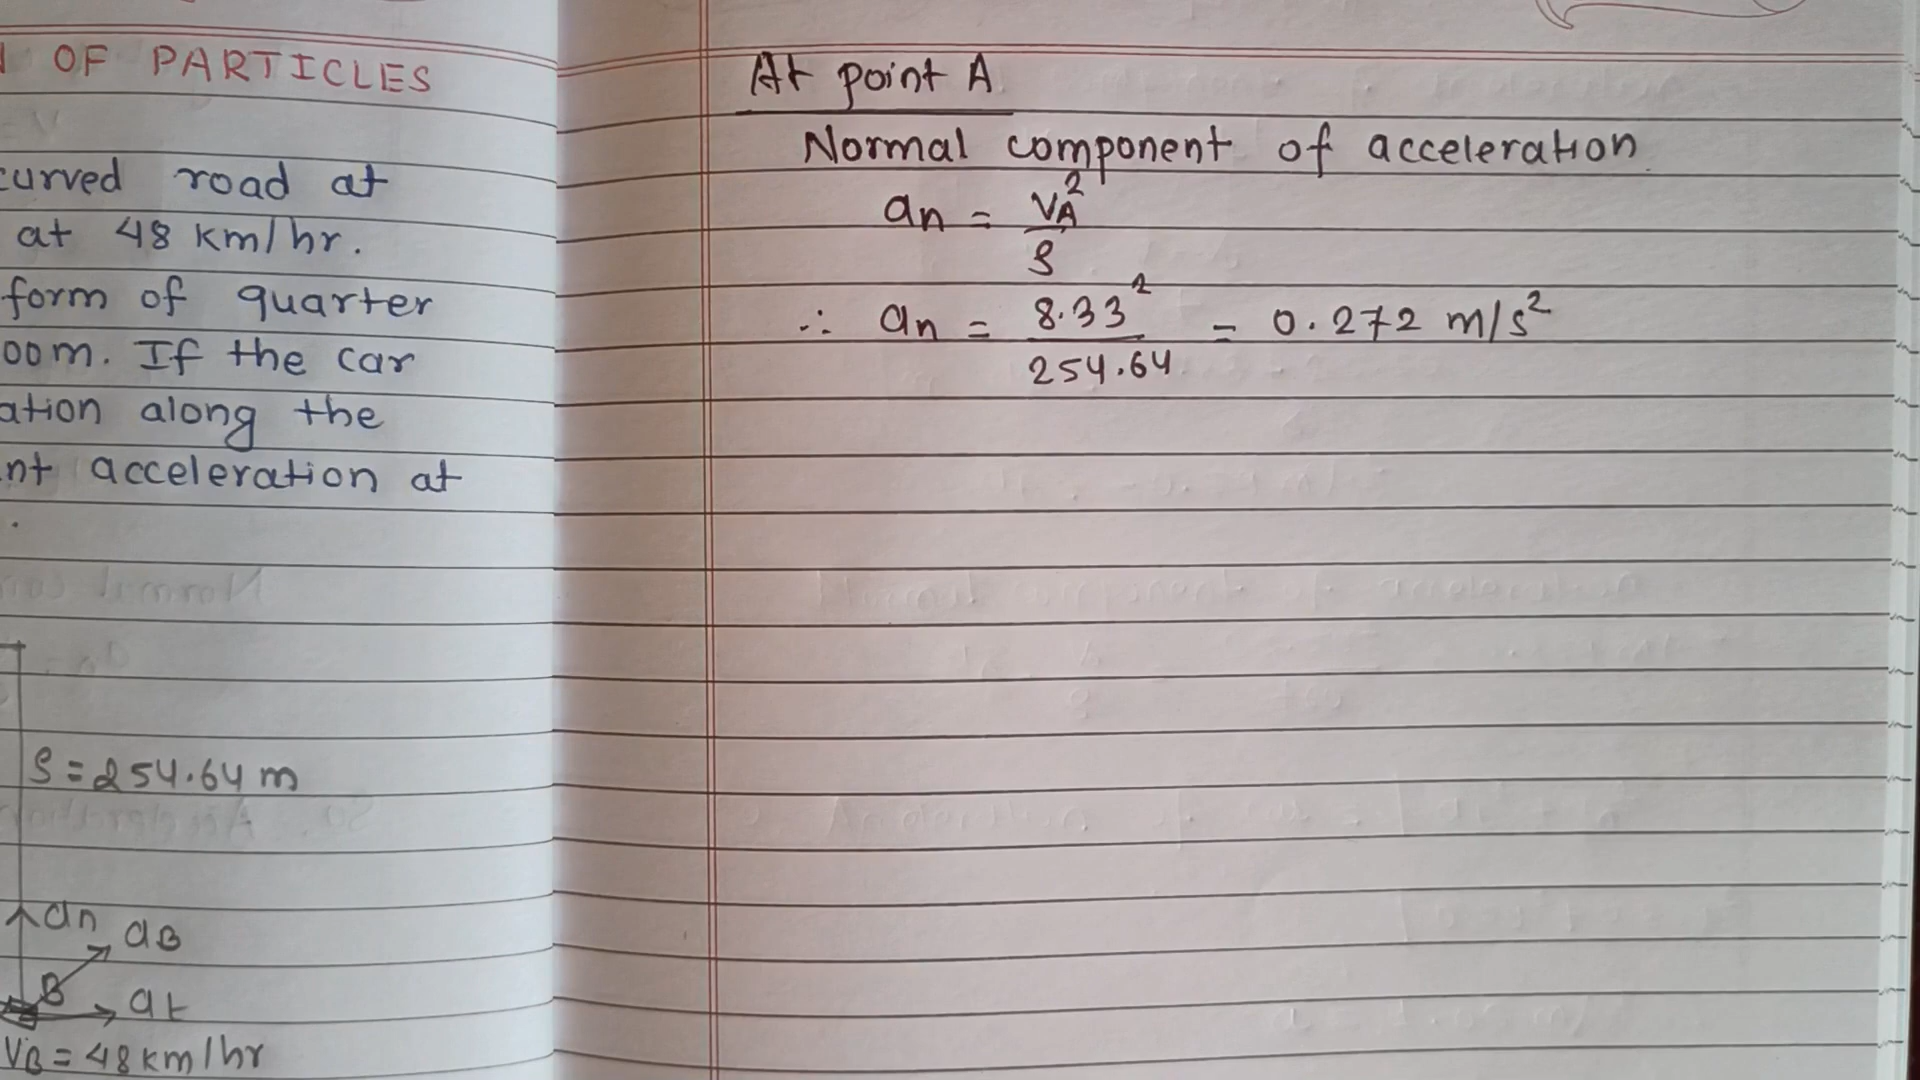 OF PARTICLES
curved road at
at 48 km/hr.
form of quarter
00m. If the car
ation along the
nt acceleration at
.
ρ = 254.64 m
an
aB
B
at
VB = 48 km/hr
At point A
Normal component of acceleration
an = VA²/ρ
∴ an = 8.33²/254.64 = 0.272 m/s²